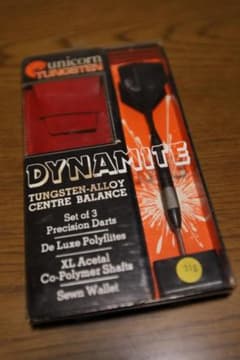 unicorn
TUNGSTEN
DYNAMITE
TUNGSTEN-ALLOY
CENTRE BALANCE
Set of 3
Precision Darts
De Luxe Polyflites
XL Acetal
Co-Polymer Shafts
Sewn Wallet